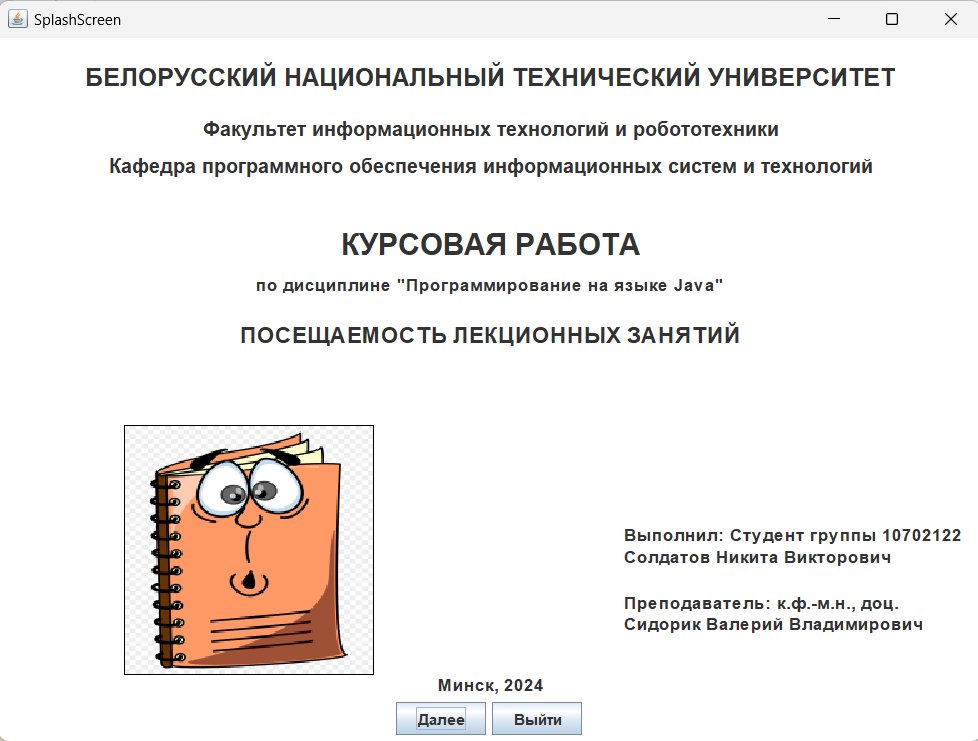 SplashScreen
БЕЛОРУССКИЙ НАЦИОНАЛЬНЫЙ ТЕХНИЧЕСКИЙ УНИВЕРСИТЕТ
Факультет информационных технологий и робототехники
Кафедра программного обеспечения информационных систем и технологий
КУРСОВАЯ РАБОТА
по дисциплине "Программирование на языке Java"
ПОСЕЩАЕМОСТЬ ЛЕКЦИОННЫХ ЗАНЯТИЙ
Выполнил: Студент группы 10702122
Солдатов Никита Викторович
Преподаватель: к.ф.-м.н., доц.
Сидорик Валерий Владимирович
Минск, 2024
Далее
Выйти